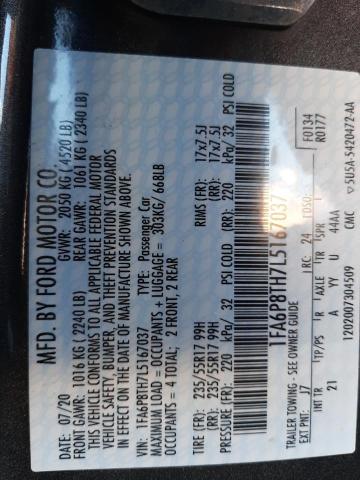 MFD. BY FORD MOTOR CO.
07/20 GVWR: 2050 KG (4520 LB)
FRONT GAWR: 1016 KG (2240 LB) REAR GAWR: 1061 KG (2340 LB)
THIS VEHICLE CONFORMS TO ALL APPLICABLE FEDERAL MOTOR
VEHICLE SAFETY, BUMPER, AND THEFT PREVENTION STANDARDS
IN EFFECT ON THE DATE OF MANUFACTURE SHOWN ABOVE.
VIN: 1FA6P8TH7L5167037 TYPE: Passenger Car
MAXIMUM LOAD = OCCUPANTS + LUGGAGE = 303KG/ 668LB
OCCUPANTS = 4 TOTAL, 2 FRONT, 2 REAR
TIRE (FR): 235/55R17 99H RIMS (FR): 17x7.5J
(RR): 235/55R17 99H (RR): 17x7.5J
PRESSURE (FR): 220 kPa/ 32 PSI COLD (RR): 220 kPa/ 32 PSI COLD
1FA6P8TH7L5167037
TRAILER TOWING - SEE OWNER GUIDE F0134
EXT PNT: J7 RC: 24 R0177
INT TR TP/PS R AXLE TR SPR
21 A YY U 44AA
1202007304509 CMC ▽5U5A-5420472-AA